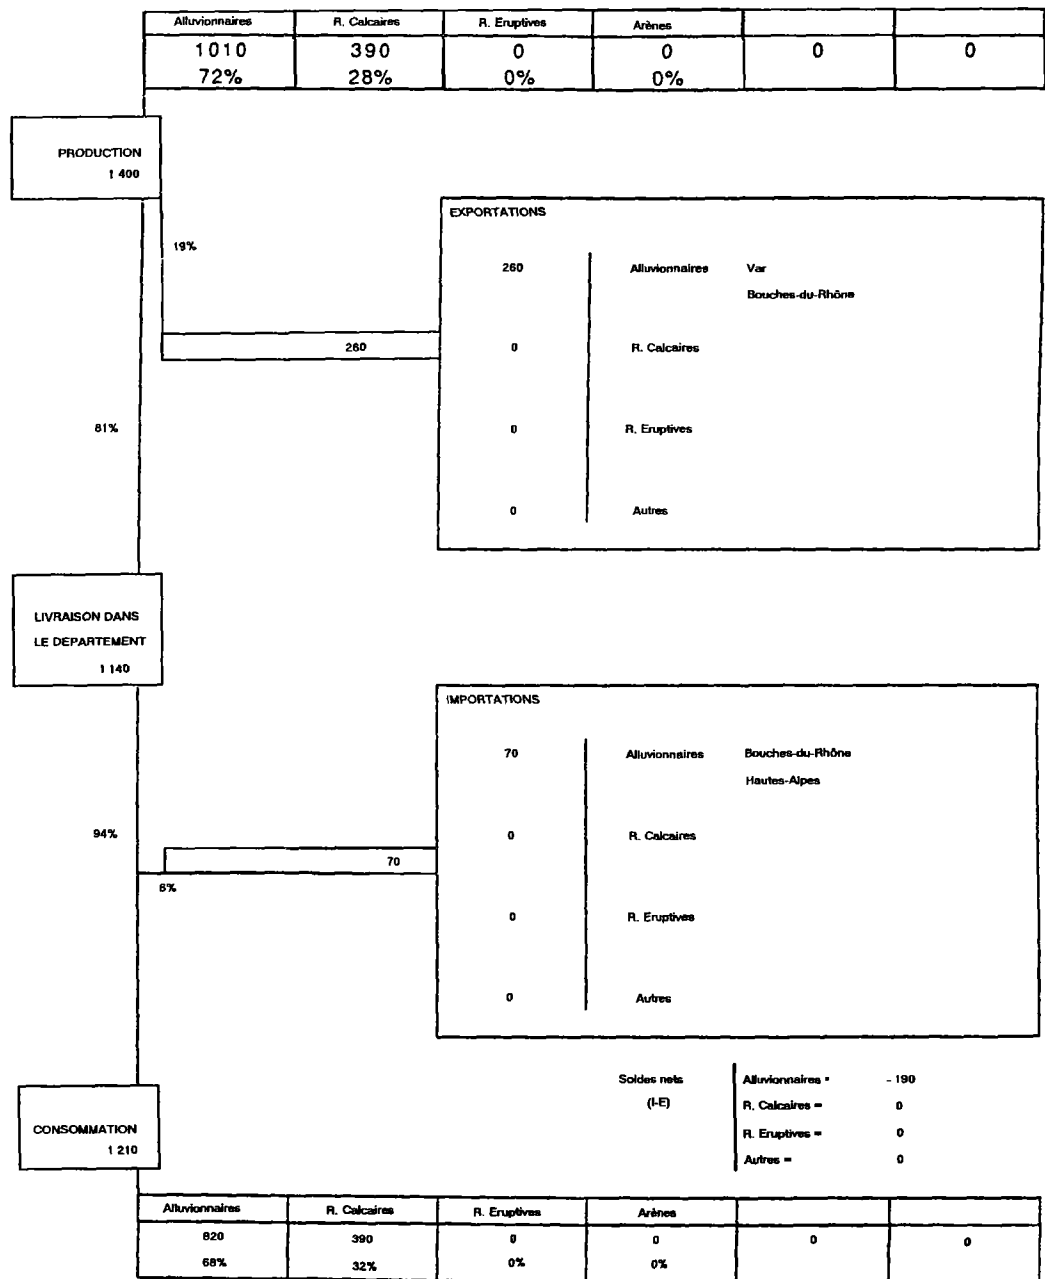 Alluvionnaires R. Calcaires R. Eruptives Arènes
1010 390 0 0 0 0
72% 28% 0% 0%
PRODUCTION
1 400
EXPORTATIONS
19%
260 Alluvionnaires Var
Bouches-du-Rhône
260
0 R. Calcaires
81%
0 R. Eruptives
0 Autres
LIVRAISON DANS
LE DEPARTEMENT
1 140
IMPORTATIONS
70 Alluvionnaires Bouches-du-Rhône
Hautes-Alpes
94%
0 R. Calcaires
70
6%
0 R. Eruptives
0 Autres
Soldes nets Alluvionnaires = - 190
(I-E) R. Calcaires = 0
R. Eruptives = 0
Autres = 0
CONSOMMATION
1 210
Alluvionnaires R. Calcaires R. Eruptives Arènes
820 390 0 0 0 0
68% 32% 0% 0%